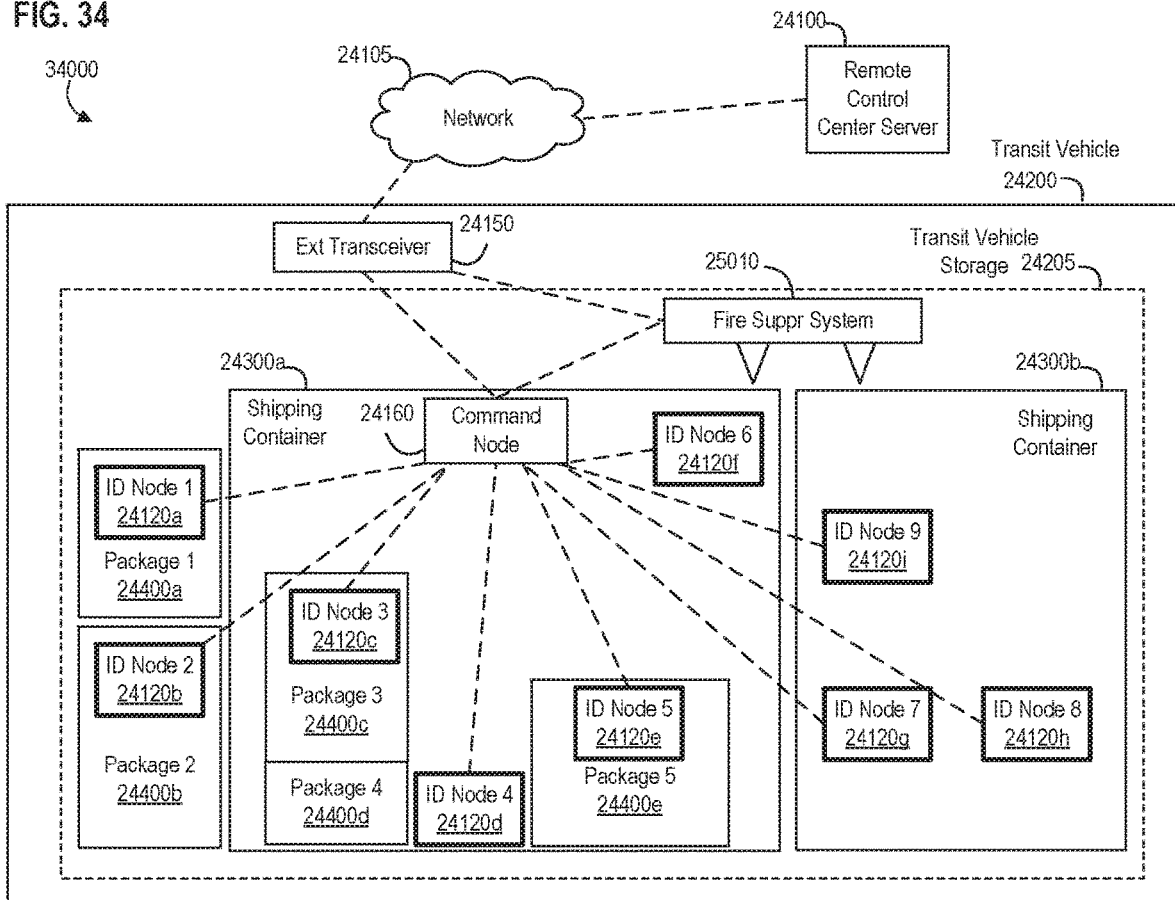 FIG. 34
34000
24105
Network
24100
Remote
Control
Center Server
Transit Vehicle
24200
Ext Transceiver
24150
Transit Vehicle
Storage 24205
25010
Fire Suppr System
24300a
Shipping
Container
24160
Command
Node
ID Node 6
24120f
24300b
Shipping
Container
ID Node 1
24120a
Package 1
24400a
ID Node 9
24120i
ID Node 2
24120b
Package 2
24400b
ID Node 3
24120c
Package 3
24400c
Package 4
24400d
ID Node 4
24120d
ID Node 5
24120e
Package 5
24400e
ID Node 7
24120g
ID Node 8
24120h